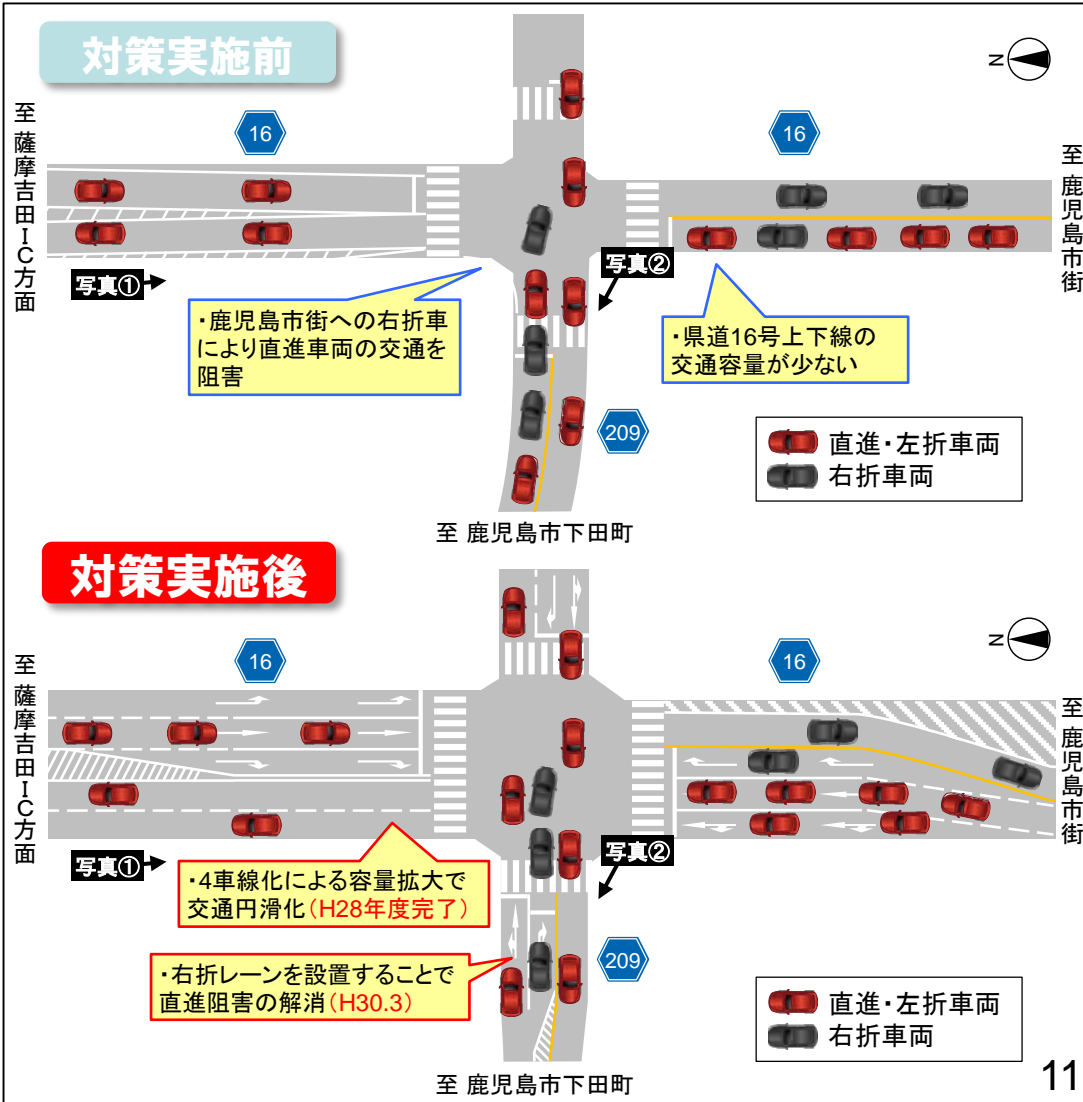 対策実施前
N
至 薩摩吉田IC方面
16
16
至 鹿児島市街
写真①
写真②
・鹿児島市街への右折車
により直進車両の交通を
阻害
・県道16号上下線の
交通容量が少ない
209
直進・左折車両
右折車両
至 鹿児島市下田町
対策実施後
N
至 薩摩吉田IC方面
16
16
至 鹿児島市街
写真①
写真②
・4車線化による容量拡大で
交通円滑化(H28年度完了)
・右折レーンを設置することで
直進阻害の解消(H30.3)
209
直進・左折車両
右折車両
至 鹿児島市下田町
11